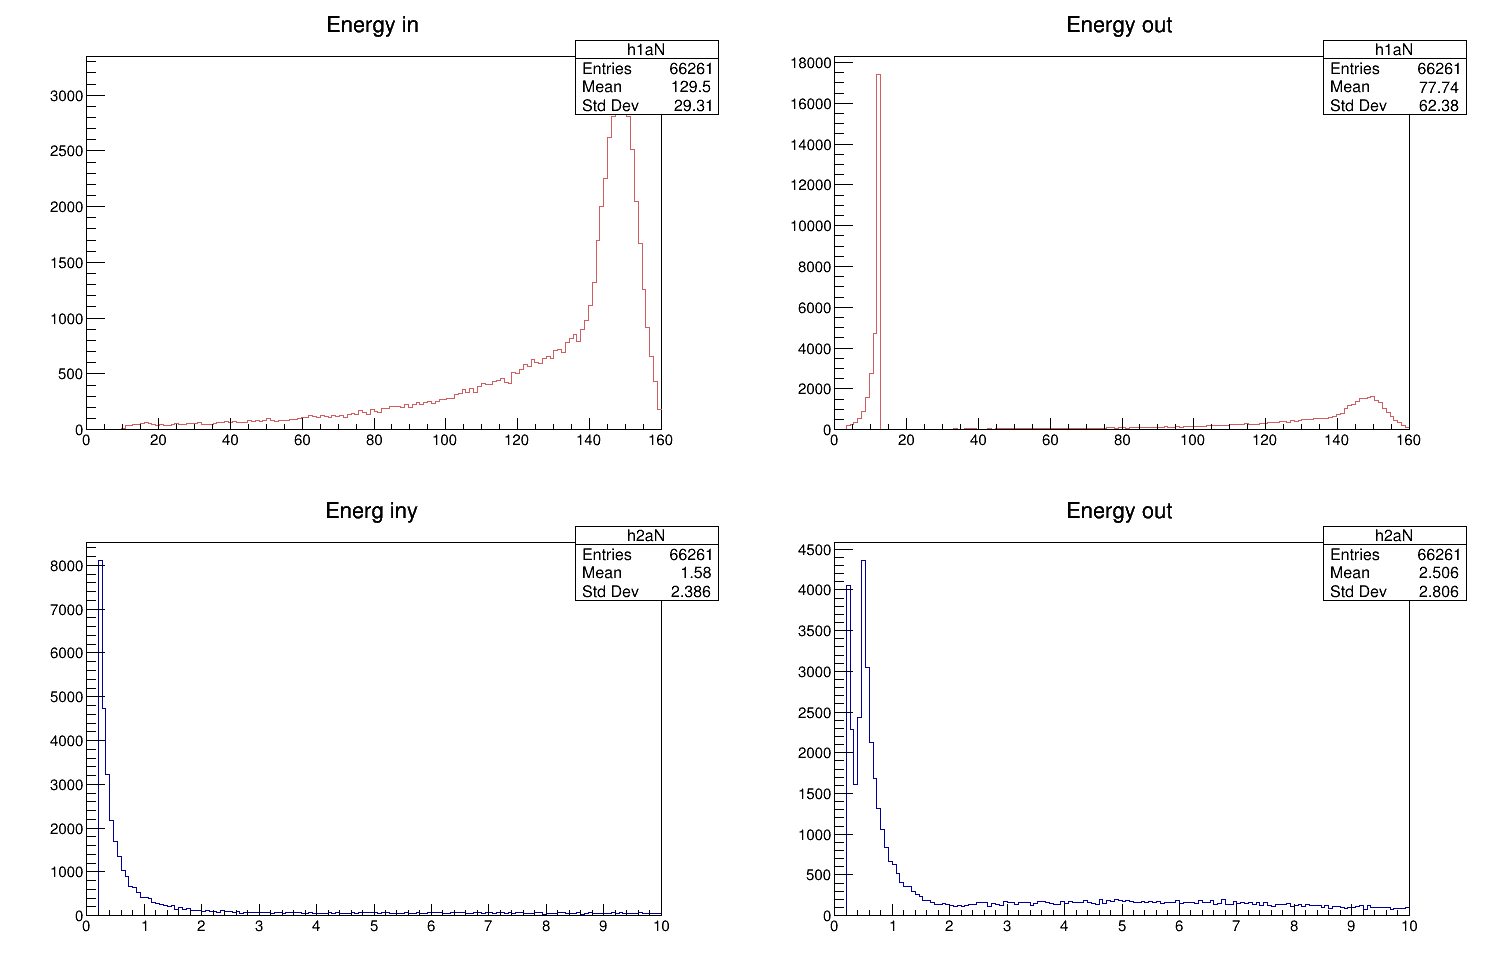 Energy in
h1aN
Entries 66261
Mean 129.5
Std Dev 29.31
3000
2500
2000
1500
1000
500
0
0 20 40 60 80 100 120 140 160
Energy out
h1aN
Entries 66261
Mean 77.74
Std Dev 62.38
18000
16000
14000
12000
10000
8000
6000
4000
2000
0
0 20 40 60 80 100 120 140 160
Energ iny
h2aN
Entries 66261
Mean 1.58
Std Dev 2.386
8000
7000
6000
5000
4000
3000
2000
1000
0
0 1 2 3 4 5 6 7 8 9 10
Energy out
h2aN
Entries 66261
Mean 2.506
Std Dev 2.806
4500
4000
3500
3000
2500
2000
1500
1000
500
0
0 1 2 3 4 5 6 7 8 9 10